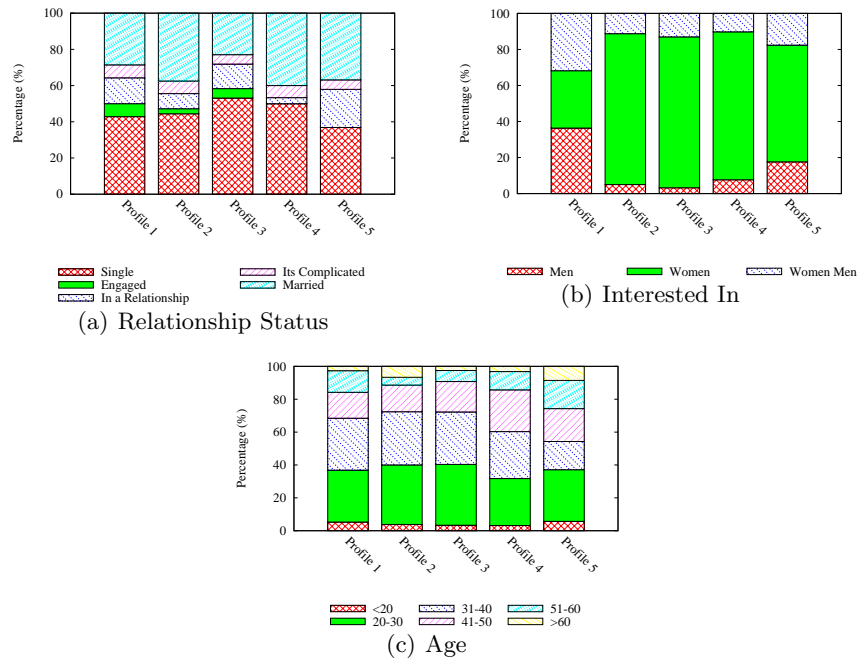 100
80
60
40
20
0
Percentage (%)
Profile 1
Profile 2
Profile 3
Profile 4
Profile 5
Single
Its Complicated
Engaged
Married
In a Relationship
(a) Relationship Status
100
80
60
40
20
0
Percentage (%)
Profile 1
Profile 2
Profile 3
Profile 4
Profile 5
Men
Women
Women Men
(b) Interested In
100
80
60
40
20
0
Percentage (%)
Profile 1
Profile 2
Profile 3
Profile 4
Profile 5
<20
31-40
51-60
20-30
41-50
>60
(c) Age